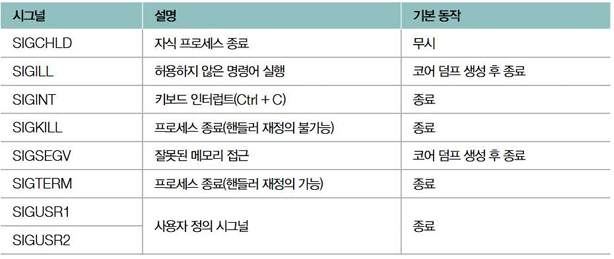 시그널 설명 기본 동작
SIGCHLD 자식 프로세스 종료 무시
SIGILL 허용하지 않은 명령어 실행 코어 덤프 생성 후 종료
SIGINT 키보드 인터럽트(Ctrl + C) 종료
SIGKILL 프로세스 종료(핸들러 재정의 불가능) 종료
SIGSEGV 잘못된 메모리 접근 코어 덤프 생성 후 종료
SIGTERM 프로세스 종료(핸들러 재정의 가능) 종료
SIGUSR1
사용자 정의 시그널 종료
SIGUSR2